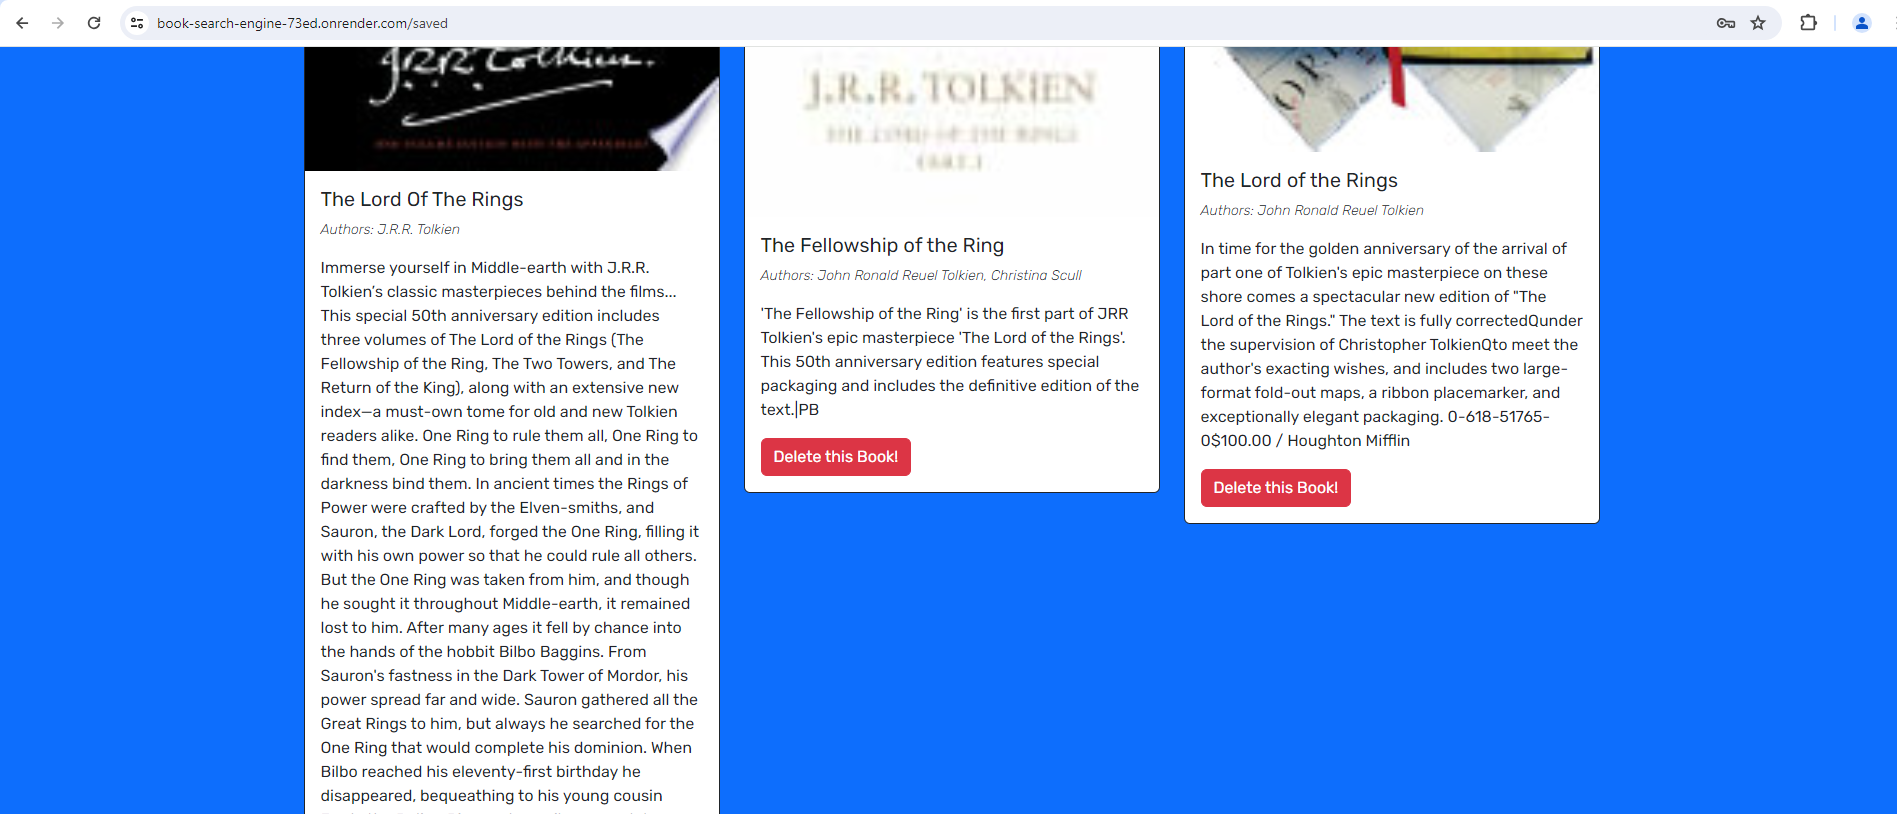 book-search-engine-73ed.onrender.com/saved
J.R.R. Tolkien.
The Lord Of The Rings
Authors: J.R.R. Tolkien
Immerse yourself in Middle-earth with J.R.R.
Tolkien’s classic masterpieces behind the films...
This special 50th anniversary edition includes
three volumes of The Lord of the Rings (The
Fellowship of the Ring, The Two Towers, and The
Return of the King), along with an extensive new
index—a must-own tome for old and new Tolkien
readers alike. One Ring to rule them all, One Ring to
find them, One Ring to bring them all and in the
darkness bind them. In ancient times the Rings of
Power were crafted by the Elven-smiths, and
Sauron, the Dark Lord, forged the One Ring, filling it
with his own power so that he could rule all others.
But the One Ring was taken from him, and though
he sought it throughout Middle-earth, it remained
lost to him. After many ages it fell by chance into
the hands of the hobbit Bilbo Baggins. From
Sauron's fastness in the Dark Tower of Mordor, his
power spread far and wide. Sauron gathered all the
Great Rings to him, but always he searched for the
One Ring that would complete his dominion. When
Bilbo reached his eleventy-first birthday he
disappeared, bequeathing to his young cousin
J.R.R. TOLKIEN
THE LORD OF THE RINGS
PART I
The Fellowship of the Ring
Authors: John Ronald Reuel Tolkien, Christina Scull
'The Fellowship of the Ring' is the first part of JRR
Tolkien's epic masterpiece 'The Lord of the Rings'.
This 50th anniversary edition features special
packaging and includes the definitive edition of the
text.|PB
Delete this Book!
The Lord of the Rings
Authors: John Ronald Reuel Tolkien
In time for the golden anniversary of the arrival of
part one of Tolkien's epic masterpiece on these
shore comes a spectacular new edition of "The
Lord of the Rings." The text is fully correctedQunder
the supervision of Christopher TolkienQto meet the
author's exacting wishes, and includes two large-
format fold-out maps, a ribbon placemarker, and
exceptionally elegant packaging. 0-618-51765-
0$100.00 / Houghton Mifflin
Delete this Book!